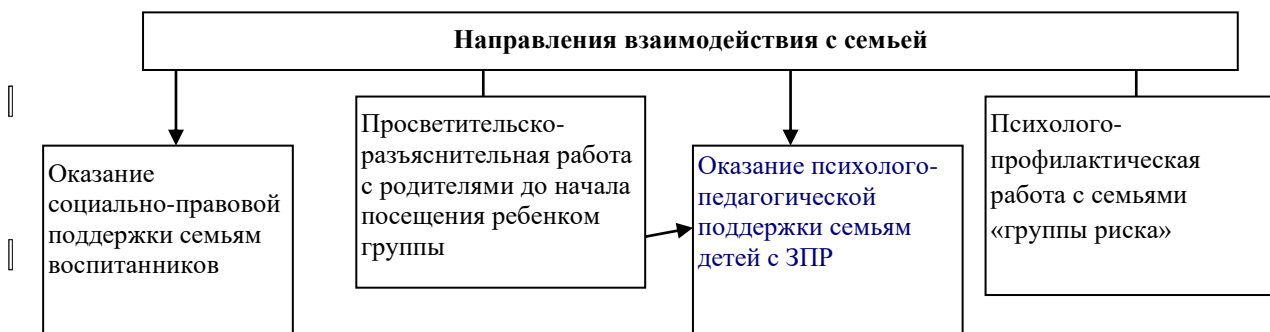 Направления взаимодействия с семьей
Оказание
социально-правовой
поддержки семьям
воспитанников
Просветительско-
разъяснительная работа
с родителями до начала
посещения ребенком
группы
Оказание психолого-
педагогической
поддержки семьям
детей с ЗПР
Психолого-
профилактическая
работа с семьями
«группы риска»